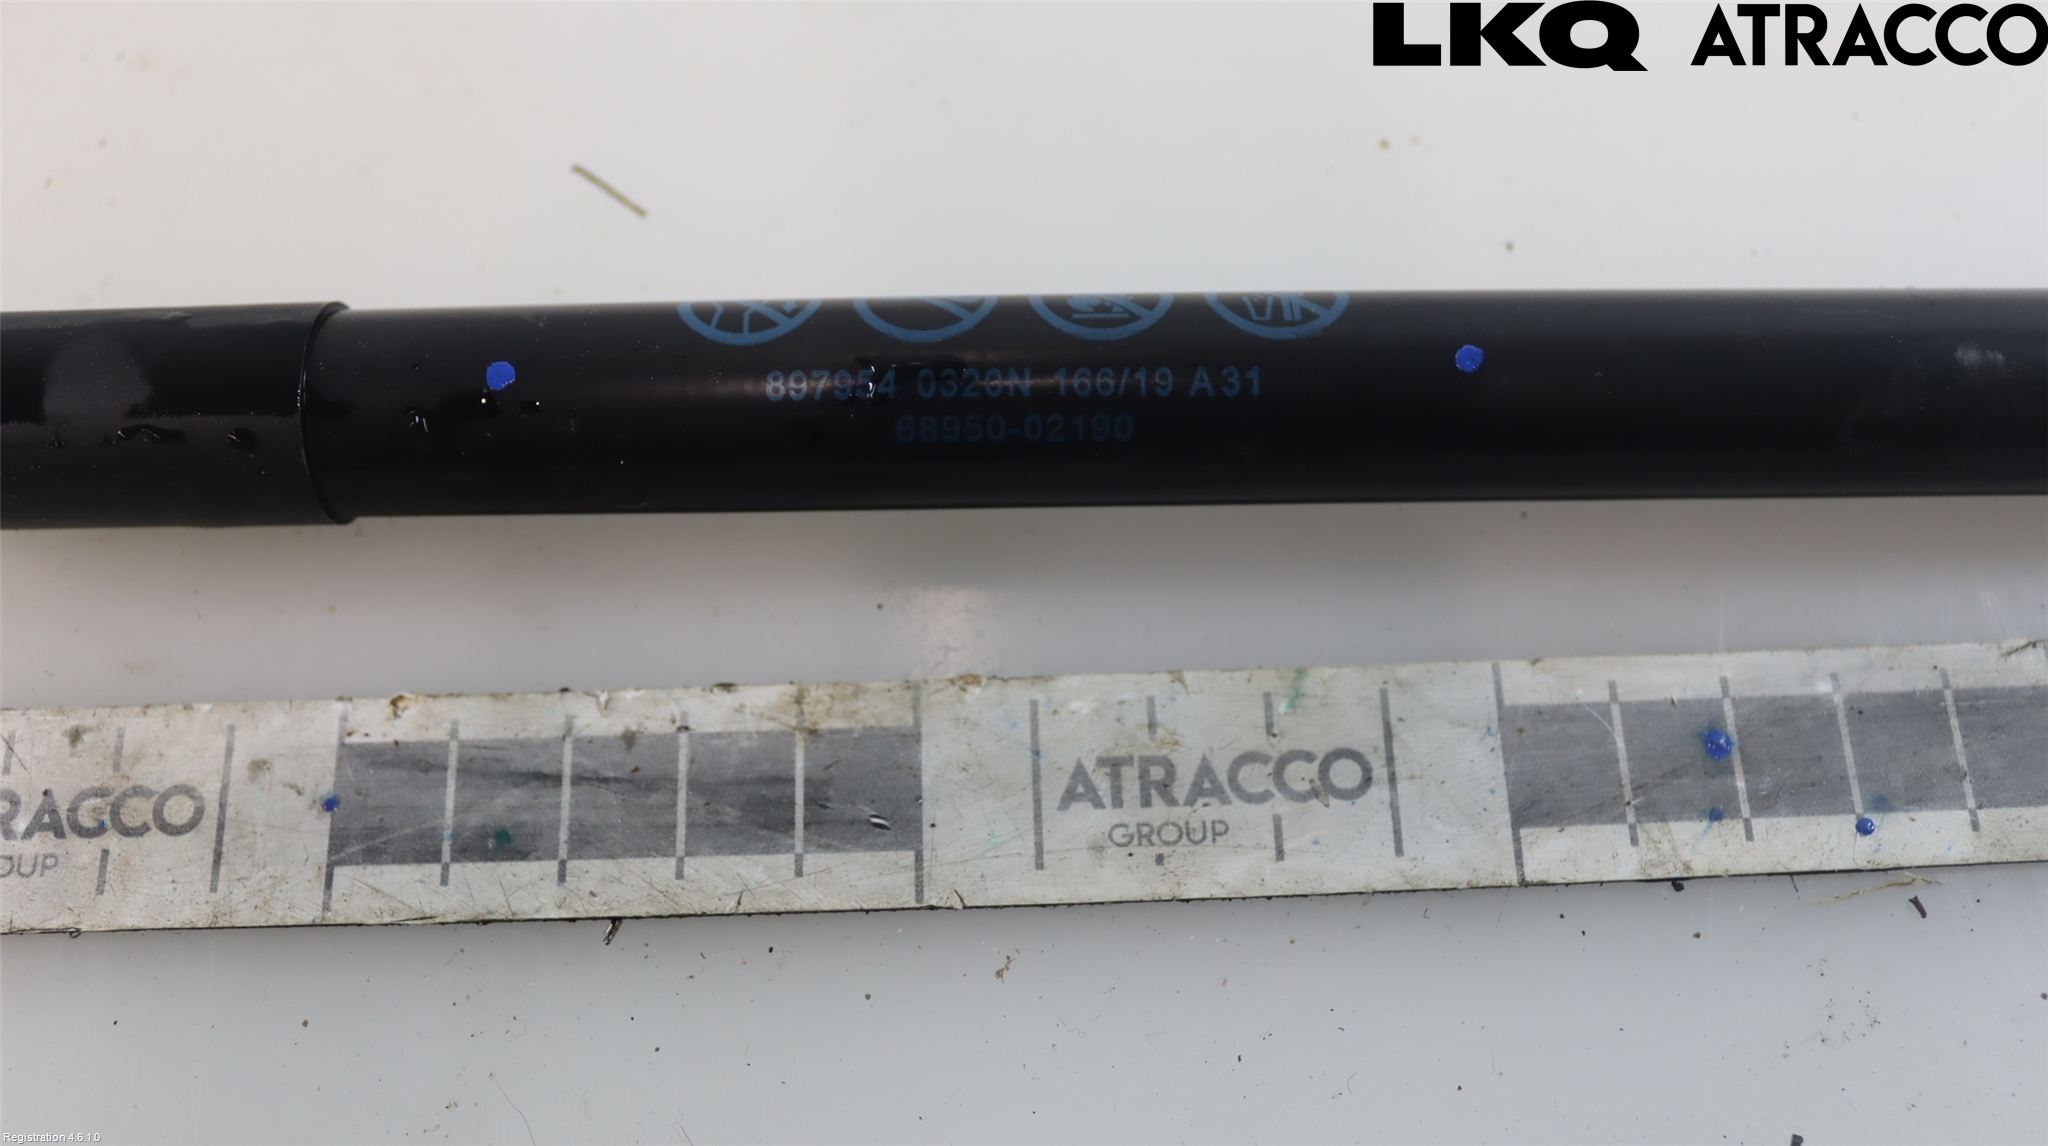 LKQ ATRACCO
897954 0320N 166/19 A31
68950-02190
RACCO
OUP
ATRACCO
GROUP
Registration 4.6.1.0